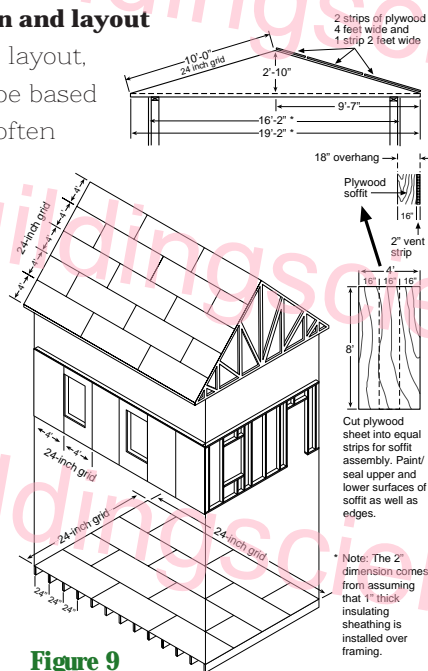 n and layout
layout,
be based
often
2 strips of plywood
4 feet wide and
1 strip 2 feet wide
10'-0"
24 inch grid
2'-10"
9'-7"
16'-2" *
19'-2" *
18" overhang
Plywood
soffit
16"
2" vent
strip
4'
16" 16" 16"
8'
Cut plywood
sheet into equal
strips for soffit
assembly. Paint/
seal upper and
lower surfaces of
soffit as well as
edges.
24-inch grid
4'
4'
4'
4'
4'
4'
24-inch grid
24-inch grid
24-inch grid
24"
24"
24"
* Note: The 2"
dimension comes
from assuming
that 1" thick
insulating
sheathing is
installed over
framing.
Figure 9
buildingscie
uildingscien
ildingscien